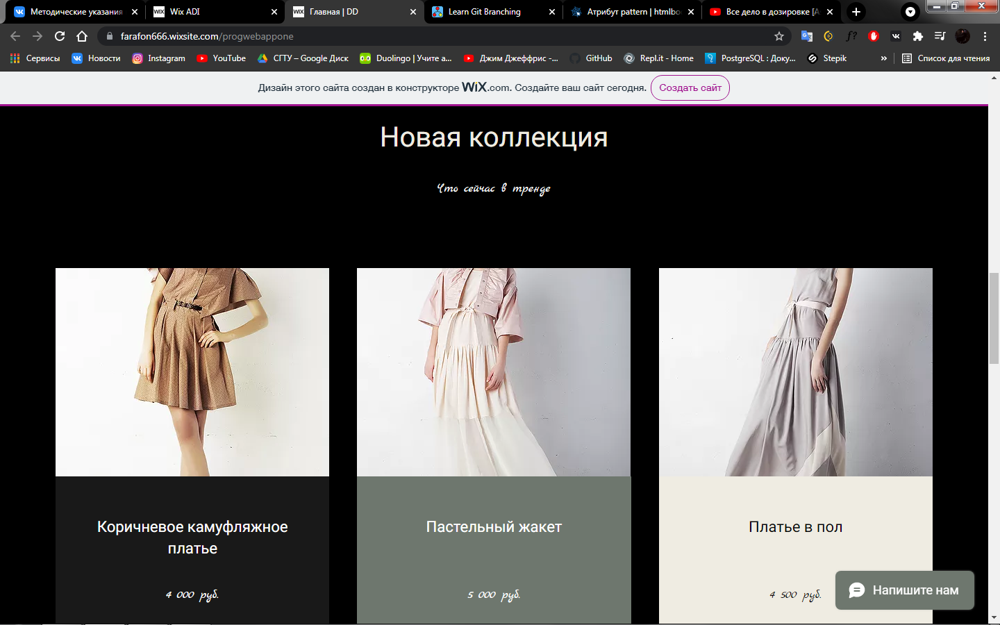 Методические указания
Wix ADI
Главная | DD
Learn Git Branching
Атрибут pattern | htmlbo
Все дело в дозировке [A
farafon666.wixsite.com/progwebappone
f?
Сервисы
Новости
Instagram
YouTube
СГТУ – Google Диск
Duolingo | Учите а...
Джим Джеффрис -...
GitHub
Repl.it - Home
PostgreSQL : Доку...
Stepik
»
Список для чтения
Дизайн этого сайта создан в конструкторе WiX.com. Создайте ваш сайт сегодня.
Создать сайт
Новая коллекция
Что сейчас в тренде
Коричневое камуфляжное
платье
4 000 руб.
Пастельный жакет
5 000 руб.
Платье в пол
4 500 руб.
Напишите нам